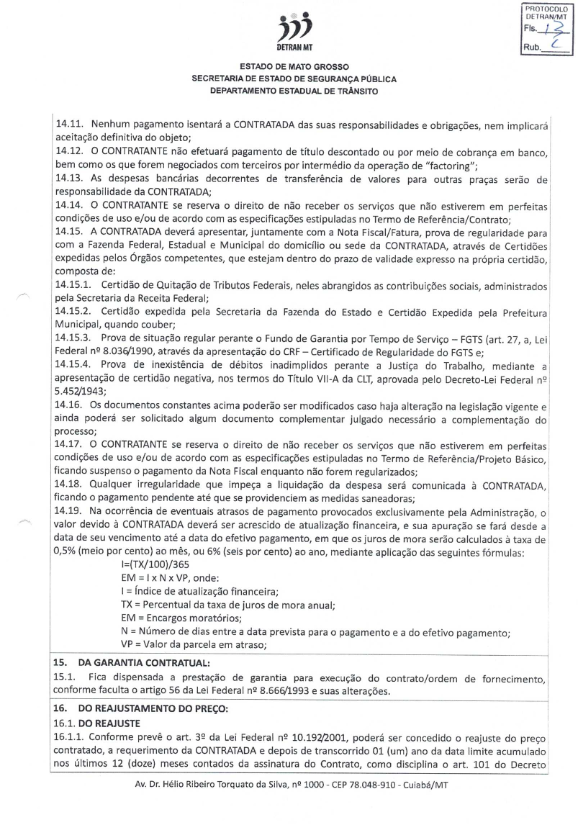 PROTOCOLO
DETRAN/MT
Fls.
Rub.
DETRAN MT
ESTADO DE MATO GROSSO
SECRETARIA DE ESTADO DE SEGURANÇA PÚBLICA
DEPARTAMENTO ESTADUAL DE TRÂNSITO
14.11. Nenhum pagamento isentará a CONTRATADA das suas responsabilidades e obrigações, nem implicará
aceitação definitiva do objeto;
14.12. O CONTRATANTE não efetuará pagamento de título descontado ou por meio de cobrança em banco,
bem como os que forem negociados com terceiros por intermédio da operação de "factoring";
14.13. As despesas bancárias decorrentes de transferência de valores para outras praças serão de
responsabilidade da CONTRATADA;
14.14. O CONTRATANTE se reserva o direito de não receber os serviços que não estiverem em perfeitas
condições de uso e/ou de acordo com as especificações estipuladas no Termo de Referência/Contrato;
14.15. A CONTRATADA deverá apresentar, juntamente com a Nota Fiscal/Fatura, prova de regularidade para
com a Fazenda Federal, Estadual e Municipal do domicílio ou sede da CONTRATADA, através de Certidões
expedidas pelos Órgãos competentes, que estejam dentro do prazo de validade expresso na própria certidão,
composta de:
14.15.1. Certidão de Quitação de Tributos Federais, neles abrangidos as contribuições sociais, administrados
pela Secretaria da Receita Federal;
14.15.2. Certidão expedida pela Secretaria da Fazenda do Estado e Certidão Expedida pela Prefeitura
Municipal, quando couber;
14.15.3. Prova de situação regular perante o Fundo de Garantia por Tempo de Serviço – FGTS (art. 27, a, Lei
Federal nº 8.036/1990, através da apresentação do CRF – Certificado de Regularidade do FGTS e;
14.15.4. Prova de inexistência de débitos inadimplidos perante a Justiça do Trabalho, mediante a
apresentação de certidão negativa, nos termos do Título VII-A da CLT, aprovada pelo Decreto-Lei Federal nº
5.452/1943;
14.16. Os documentos constantes acima poderão ser modificados caso haja alteração na legislação vigente e
ainda poderá ser solicitado algum documento complementar julgado necessário a complementação do
processo;
14.17. O CONTRATANTE se reserva o direito de não receber os serviços que não estiverem em perfeitas
condições de uso e/ou de acordo com as especificações estipuladas no Termo de Referência/Projeto Básico,
ficando suspenso o pagamento da Nota Fiscal enquanto não forem regularizados;
14.18. Qualquer irregularidade que impeça a liquidação da despesa será comunicada à CONTRATADA,
ficando o pagamento pendente até que se providenciem as medidas saneadoras;
14.19. Na ocorrência de eventuais atrasos de pagamento provocados exclusivamente pela Administração, o
valor devido à CONTRATADA deverá ser acrescido de atualização financeira, e sua apuração se fará desde a
data de seu vencimento até a data do efetivo pagamento, em que os juros de mora serão calculados à taxa de
0,5% (meio por cento) ao mês, ou 6% (seis por cento) ao ano, mediante aplicação das seguintes fórmulas:
I=(TX/100)/365
EM = I x N x VP, onde:
I = Índice de atualização financeira;
TX = Percentual da taxa de juros de mora anual;
EM = Encargos moratórios;
N = Número de dias entre a data prevista para o pagamento e a do efetivo pagamento;
VP = Valor da parcela em atraso;
15. DA GARANTIA CONTRATUAL:
15.1. Fica dispensada a prestação de garantia para execução do contrato/ordem de fornecimento,
conforme faculta o artigo 56 da Lei Federal nº 8.666/1993 e suas alterações.
16. DO REAJUSTAMENTO DO PREÇO:
16.1. DO REAJUSTE
16.1.1. Conforme prevê o art. 3º da Lei Federal nº 10.192/2001, poderá ser concedido o reajuste do preço
contratado, a requerimento da CONTRATADA e depois de transcorrido 01 (um) ano da data limite acumulado
nos últimos 12 (doze) meses contados da assinatura do Contrato, como disciplina o art. 101 do Decreto
Av. Dr. Hélio Ribeiro Torquato da Silva, nº 1000 - CEP 78.048-910 - Cuiabá/MT